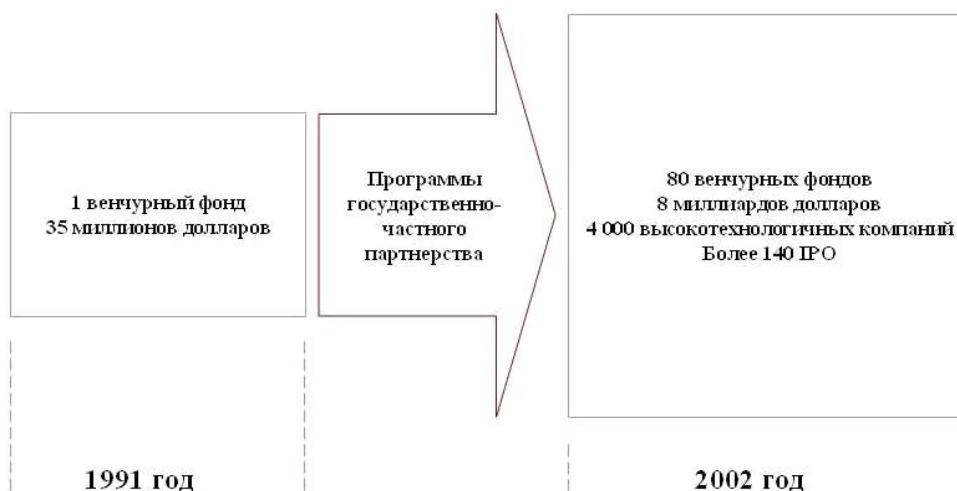 1 венчурный фонд
35 миллионов долларов
Программы
государственно-
частного
партнерства
80 венчурных фондов
8 миллиардов долларов
4 000 высокотехнологичных компаний
Более 140 IPO
1991 год
2002 год